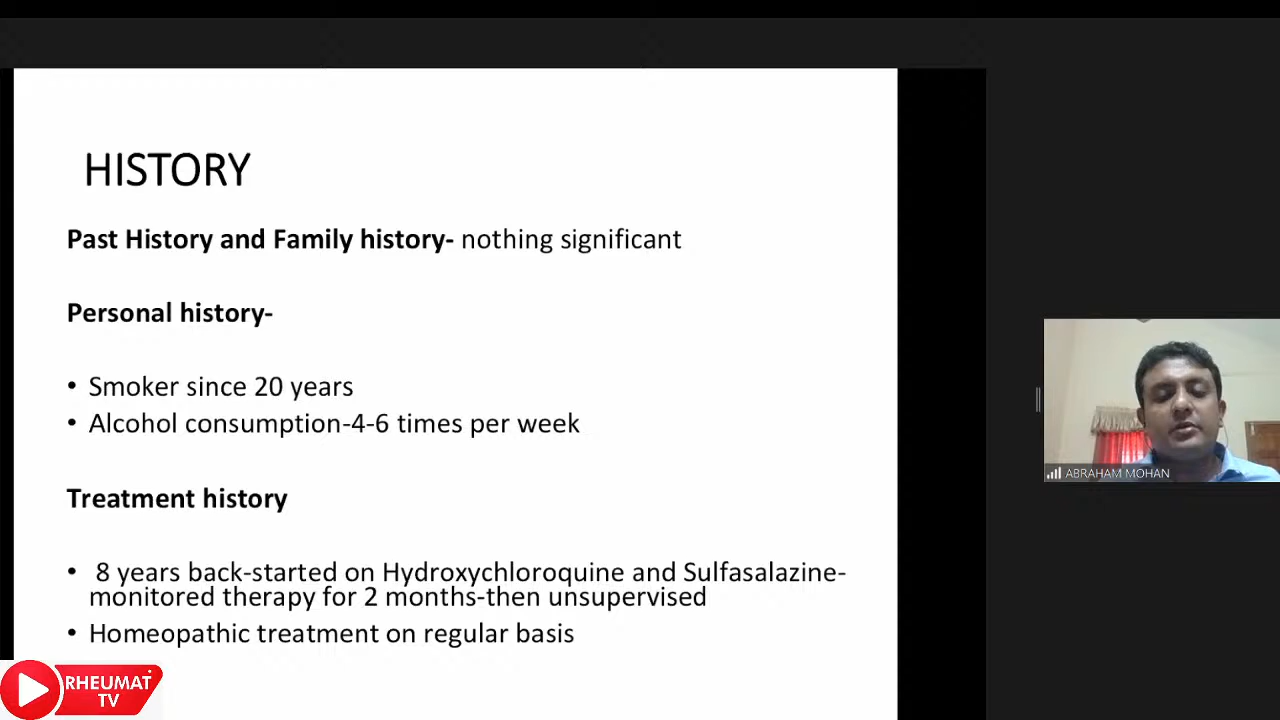 HISTORY
Past History and Family history- nothing significant
Personal history-
• Smoker since 20 years
• Alcohol consumption-4-6 times per week
Treatment history
• 8 years back-started on Hydroxychloroquine and Sulfasalazine-
monitored therapy for 2 months-then unsupervised
• Homeopathic treatment on regular basis
ABRAHAM MOHAN
RHEUMAT
TV